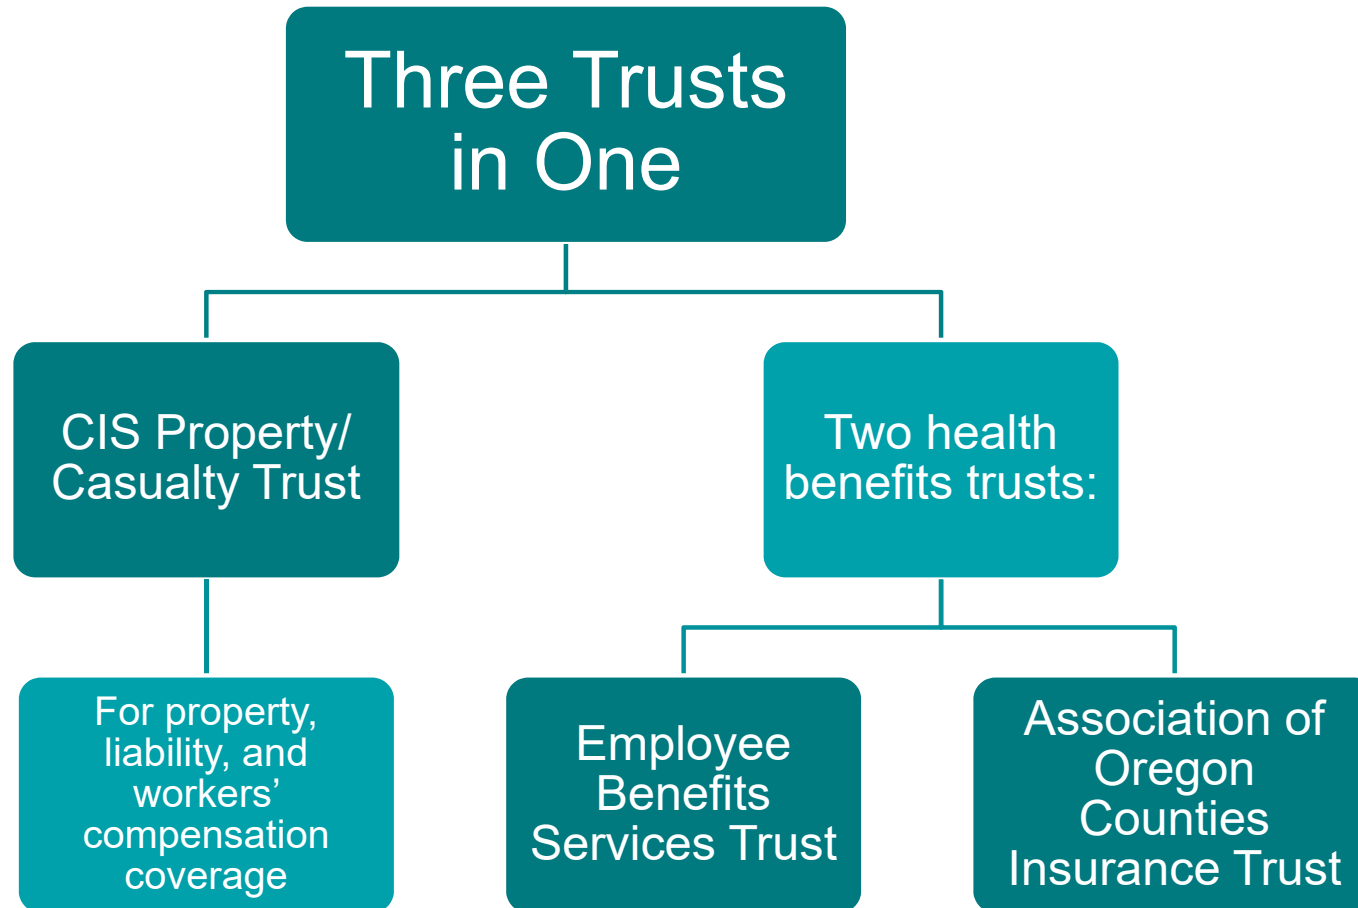 Three Trusts
in One
CIS Property/
Casualty Trust
Two health
benefits trusts:
For property,
liability, and
workers’
compensation
coverage
Employee
Benefits
Services Trust
Association of
Oregon
Counties
Insurance Trust